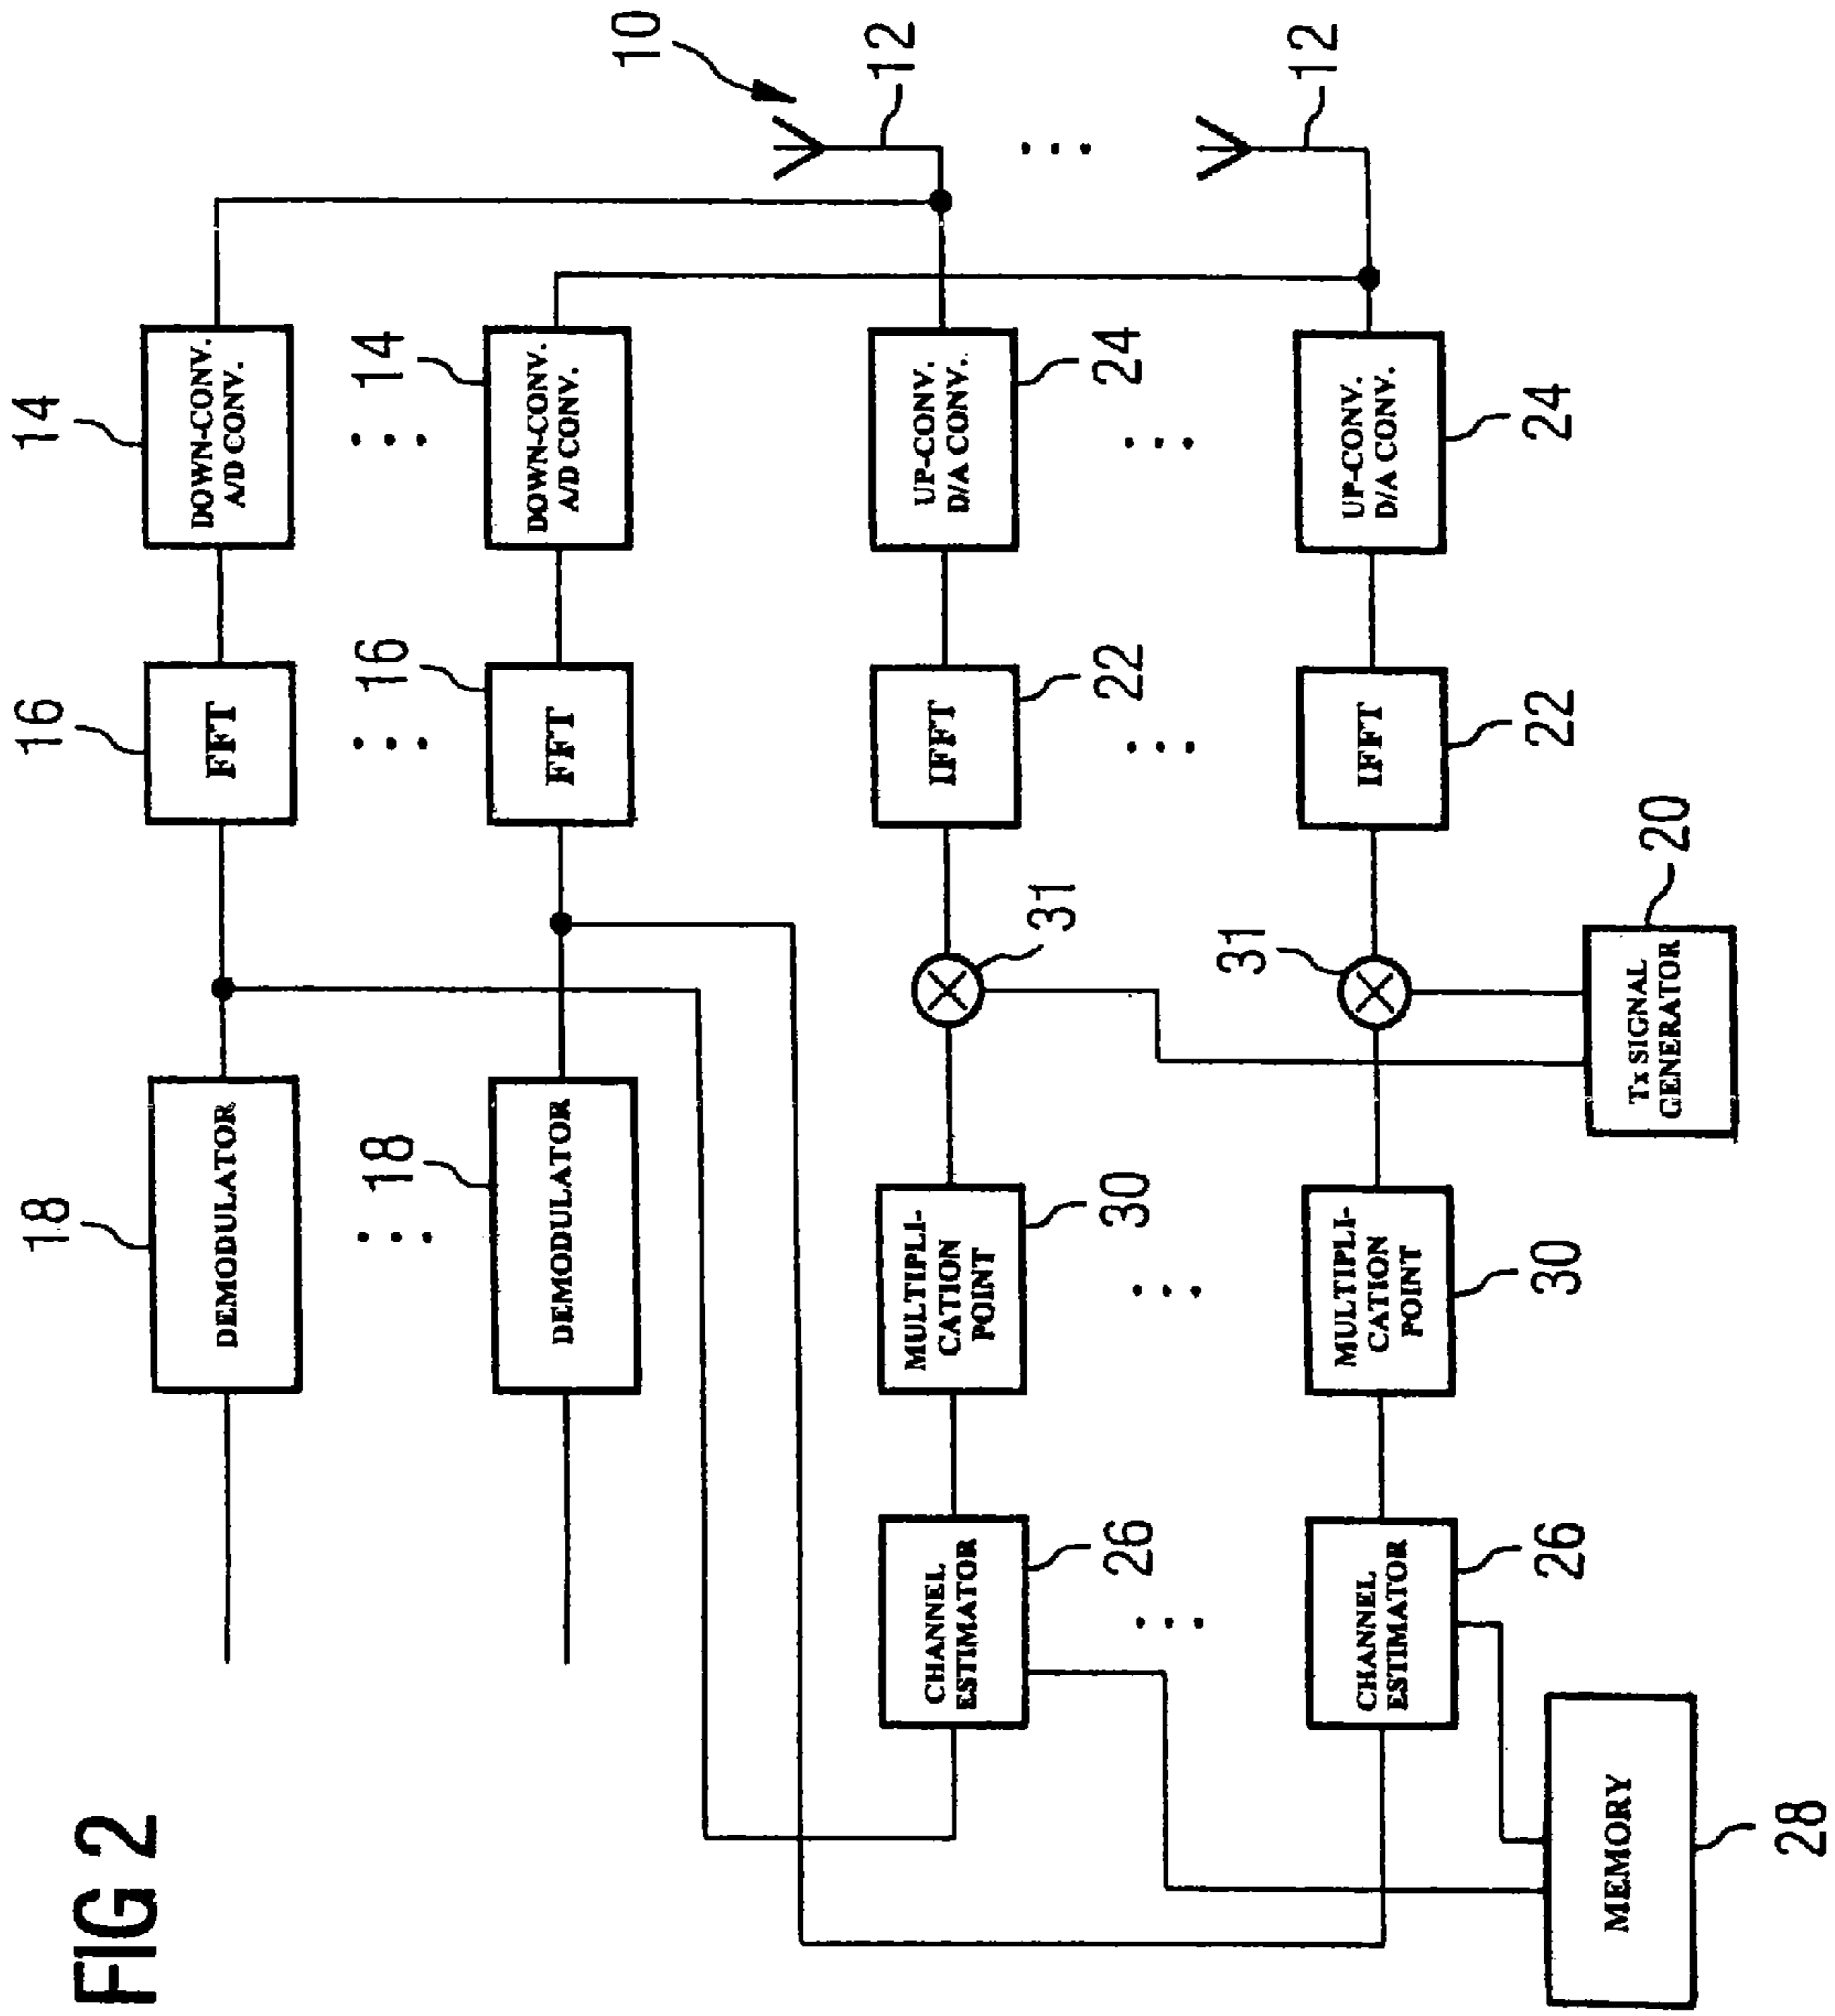 FIG 2
10
12
12
14
DOWN-CONV.
A/D CONV.
16
FFT
18
DEMODULATOR
14
DOWN-CONV.
A/D CONV.
16
FFT
18
DEMODULATOR
CHANNEL
ESTIMATOR
26
MULTIPLI-
CATION
POINT
30
31
IFFT
22
UP-CONV.
D/A CONV.
24
CHANNEL
ESTIMATOR
26
MULTIPLI-
CATION
POINT
30
31
IFFT
22
UP-CONV.
D/A CONV.
24
MEMORY
28
Tx SIGNAL
GENERATOR
20